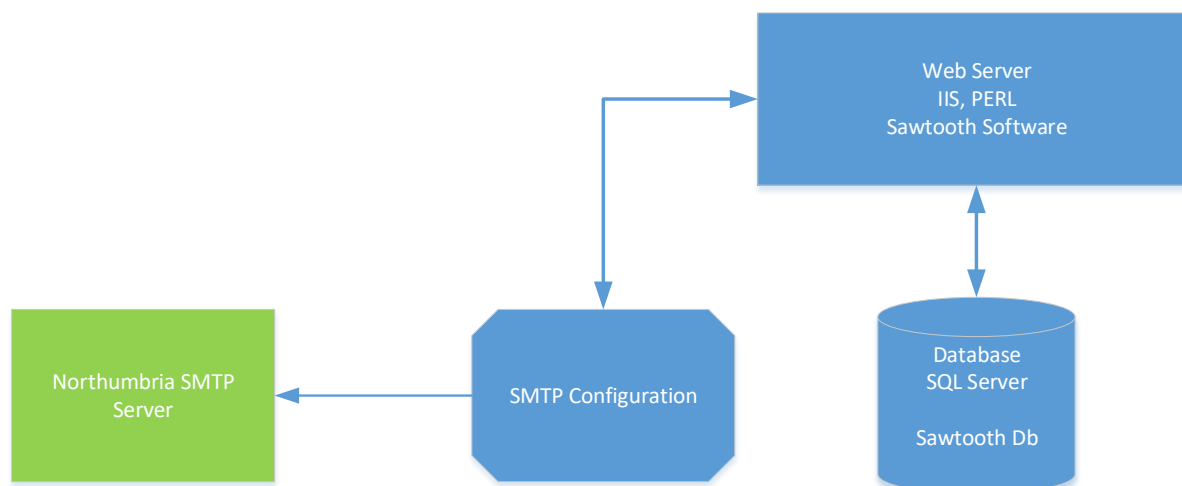 Web Server
IIS, PERL
Sawtooth Software
Northumbria SMTP
Server
SMTP Configuration
Database
SQL Server
Sawtooth Db